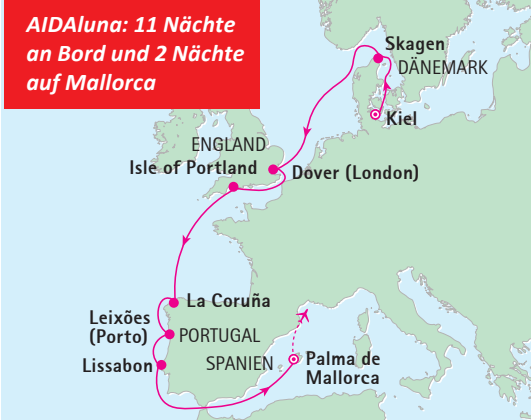 AIDAluna: 11 Nächte
an Bord und 2 Nächte
auf Mallorca
Skagen
DÄNEMARK
Kiel
ENGLAND
Isle of Portland
Dover (London)
La Coruña
Leixões
(Porto)
PORTUGAL
Lissabon
SPANIEN
Palma de
Mallorca